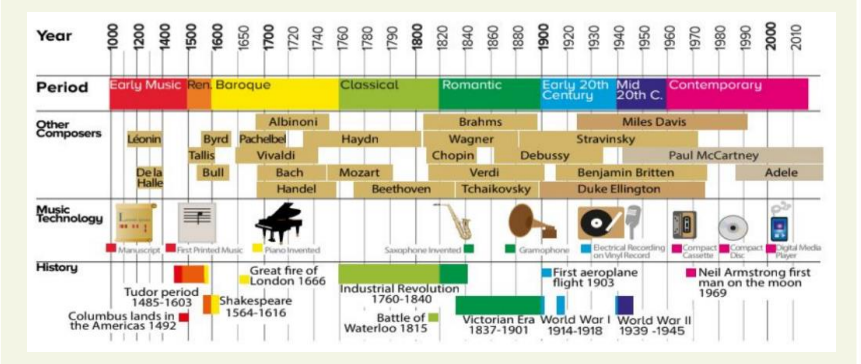 Year 1000 1200 1400 1500 1600 1650 1700 1720 1740 1760 1780 1790 1800 1820 1840 1860 1880 1900 1910 1920 1930 1940 1950 1960 1970 1980 1990 2000 2010
Period Early Music Ren. Baroque Classical Romantic Early 20th Century Mid 20th C. Contemporary
Other Composers
Albinoni Brahms Miles Davis
Léonin Byrd Pachelbel Haydn Wagner Stravinsky
Tallis Vivaldi Chopin Debussy Paul McCartney
De la Halle Bull Bach Mozart Verdi Benjamin Britten Adele
Handel Beethoven Tchaikovsky Duke Ellington
Music Technology
Manuscript First Printed Music Piano Invented Saxophone Invented Gramophone Electrical Recording on Vinyl Record Compact Cassette Compact Disc Digital Media Player
History
Great fire of London 1666
First aeroplane flight 1903
Neil Armstrong first man on the moon 1969
Tudor period 1485-1603
Industrial Revolution 1760-1840
Shakespeare 1564-1616
Columbus lands in the Americas 1492
Battle of Waterloo 1815
Victorian Era 1837-1901
World War I 1914-1918
World War II 1939 -1945